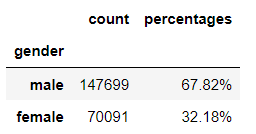 count percentages
gender
male 147699 67.82%
female 70091 32.18%